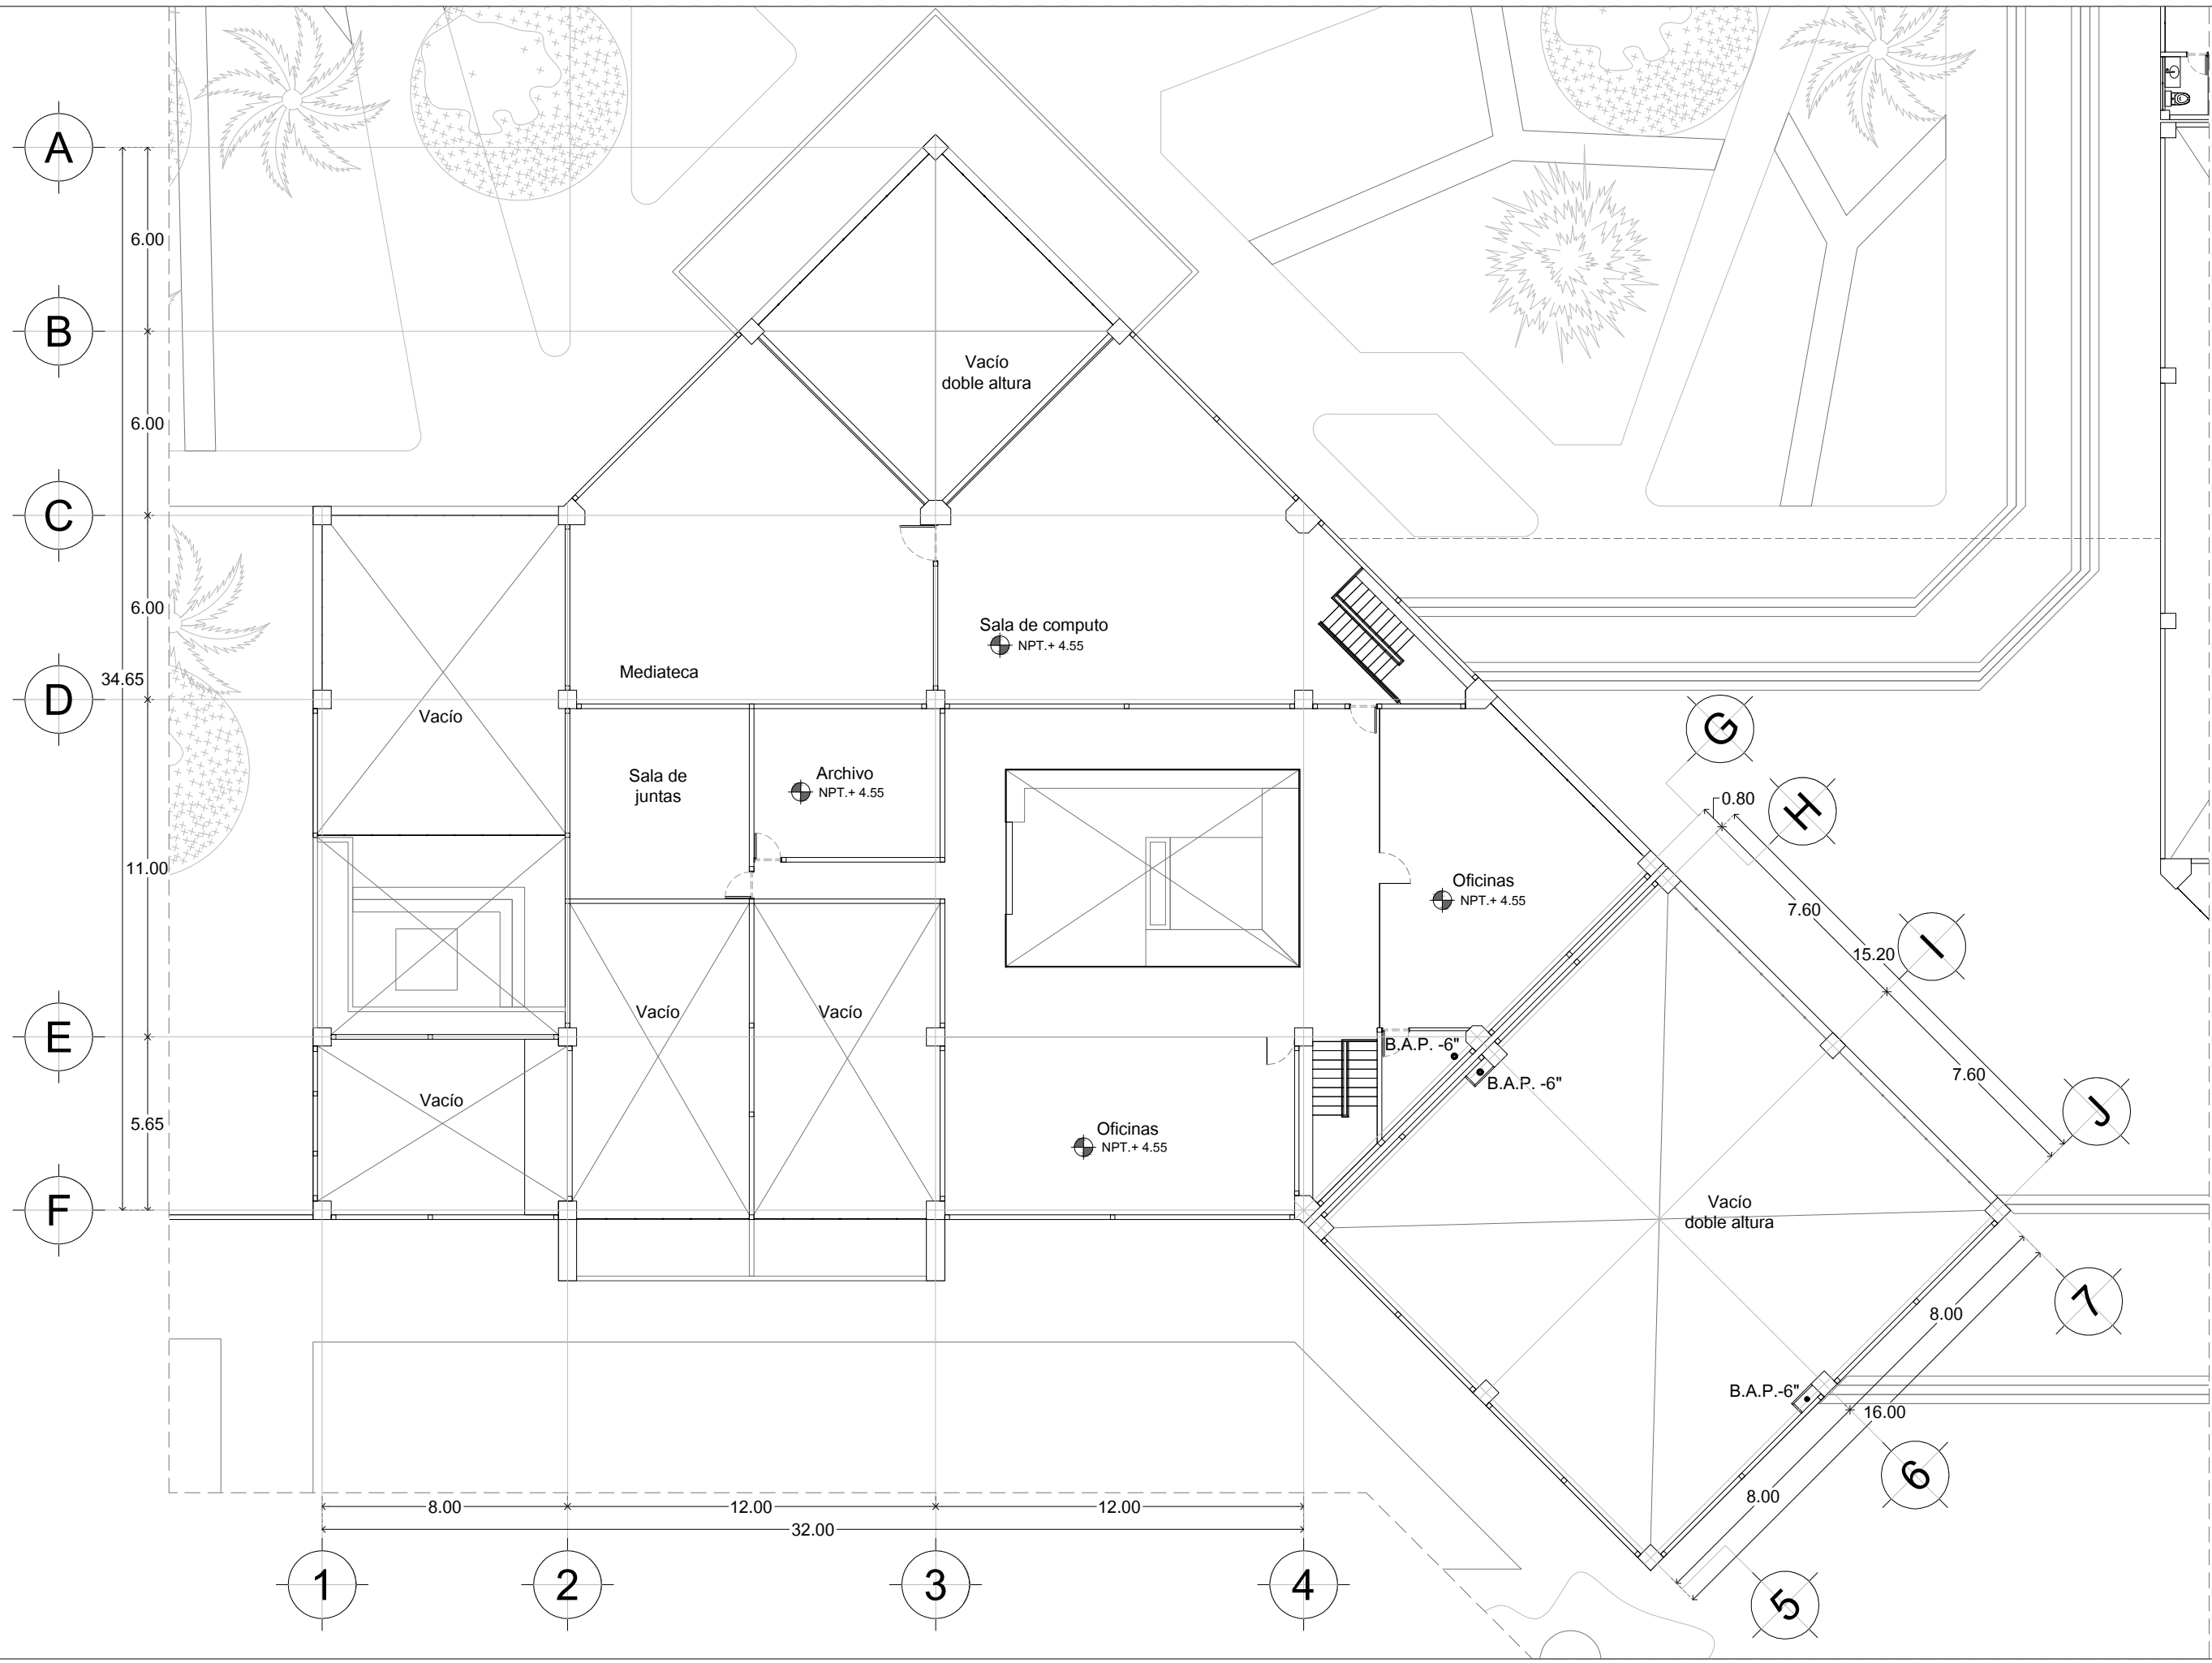 A
6.00
B
Vacío
doble altura
6.00
C
6.00
Sala de computo
NPT.+ 4.55
Mediateca
34.65
D
Vacío
G
Sala de
juntas
Archivo
NPT.+ 4.55
0.80
H
11.00
Oficinas
NPT.+ 4.55
7.60
I
15.20
Vacío
Vacío
E
B.A.P. -6"
B.A.P. -6"
7.60
Vacío
J
5.65
Oficinas
NPT.+ 4.55
F
Vacío
doble altura
7
8.00
B.A.P.-6"
16.00
6
8.00
8.00
12.00
12.00
32.00
1
2
3
4
5